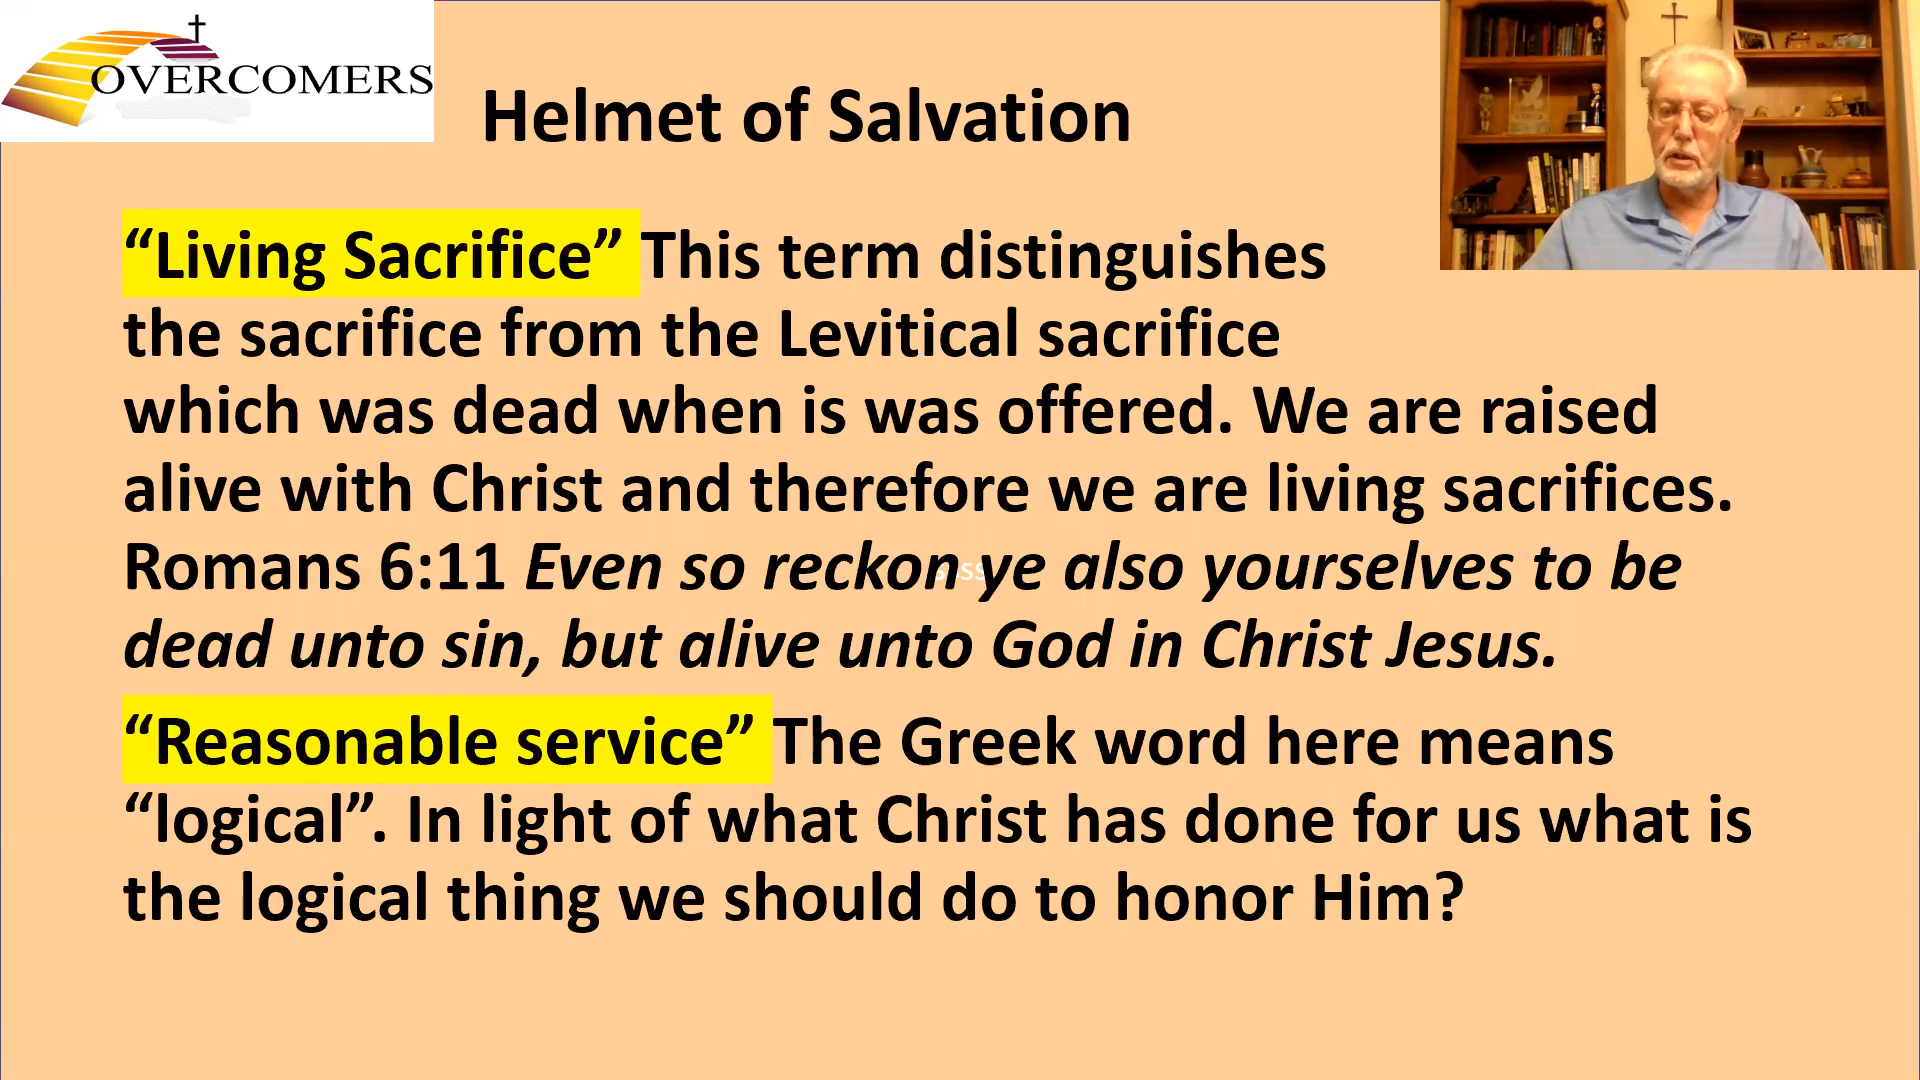 OVERCOMERS
Helmet of Salvation
“Living Sacrifice” This term distinguishes
the sacrifice from the Levitical sacrifice
which was dead when is was offered. We are raised
alive with Christ and therefore we are living sacrifices.
Romans 6:11 Even so reckon ye also yourselves to be
dead unto sin, but alive unto God in Christ Jesus.
“Reasonable service” The Greek word here means
“logical”. In light of what Christ has done for us what is
the logical thing we should do to honor Him?